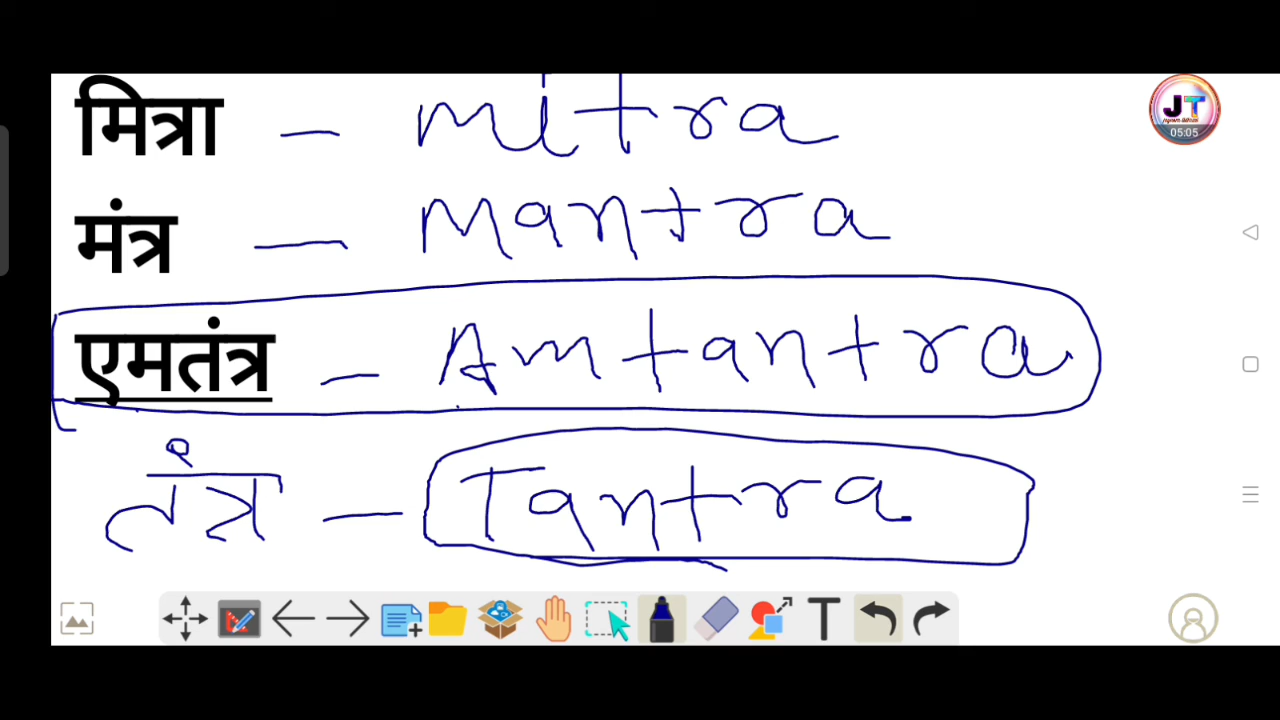 मित्रा – mitra
JT
05:05
मंत्र – Mantra
एमतंत्र – Amtantra
तंत्र – Tantra
T